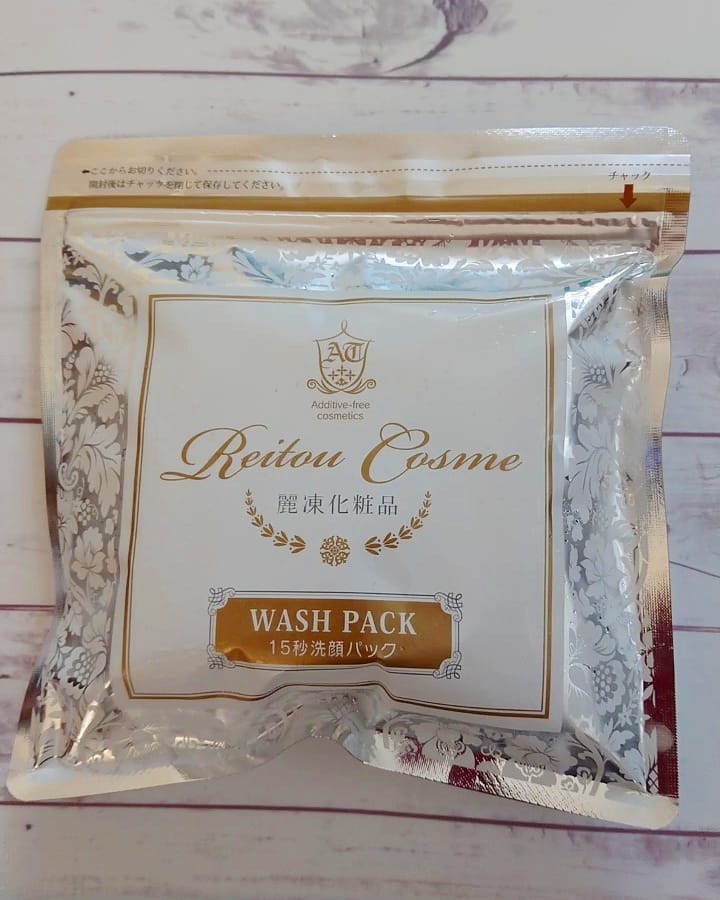 ⬅ここからお切りください。
開封後はチャックを閉じて保存してください。
チャック
AT
Additive-free
cosmetics
Reitou Cosme
麗凍化粧品
WASH PACK
15秒洗顔パック